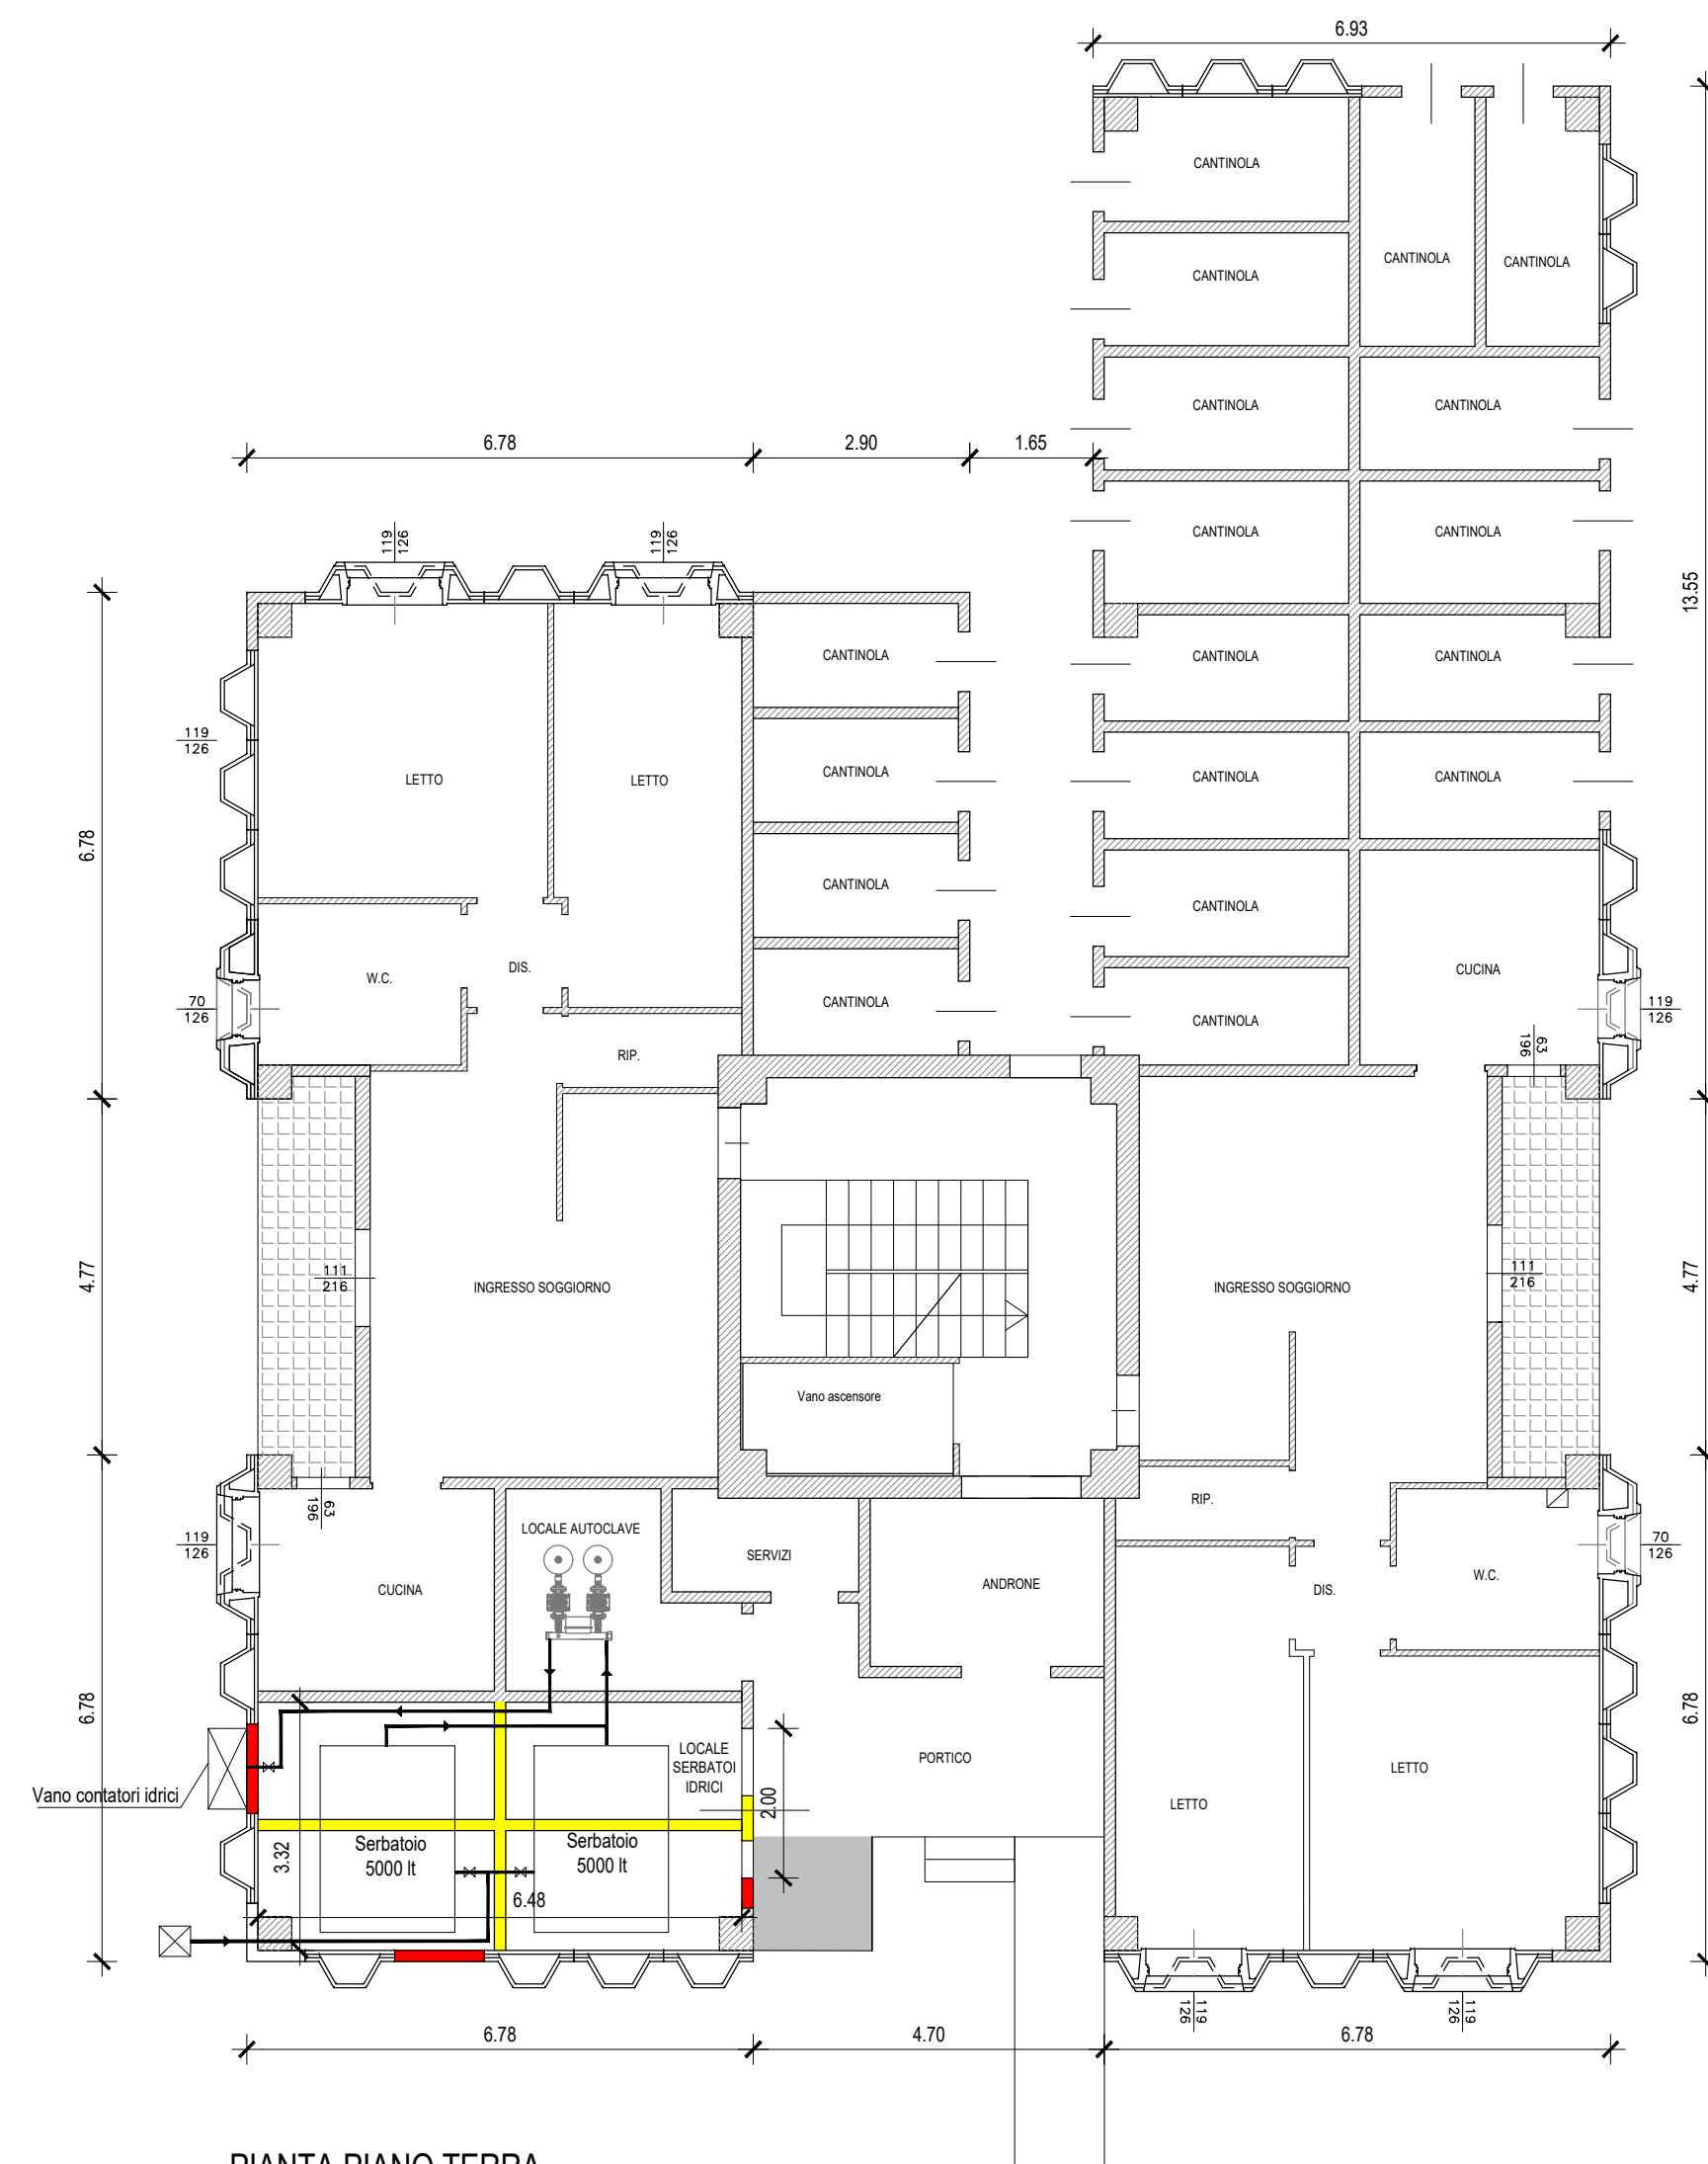 6.93
CANTINOLA
CANTINOLA
CANTINOLA
CANTINOLA
CANTINOLA
CANTINOLA
6.78
2.90
1.65
CANTINOLA
CANTINOLA
119
126
119
126
13.55
CANTINOLA
CANTINOLA
CANTINOLA
119
126
LETTO
LETTO
CANTINOLA
CANTINOLA
CANTINOLA
6.78
CANTINOLA
CANTINOLA
W.C.
DIS.
CUCINA
70
126
CANTINOLA
CANTINOLA
119
126
RIP.
63
196
4.77
111
216
INGRESSO SOGGIORNO
INGRESSO SOGGIORNO
111
216
4.77
Vano ascensore
63
196
RIP.
119
126
LOCALE AUTOCLAVE
SERVIZI
ANDRONE
70
126
CUCINA
DIS.
W.C.
6.78
6.78
LOCALE
SERBATOI
IDRICI
PORTICO
LETTO
Vano contatori idrici
2.00
LETTO
3.32
Serbatoio
5000 lt
Serbatoio
5000 lt
6.48
119
126
119
126
6.78
4.70
6.78
PIANTA PIANO TERRA